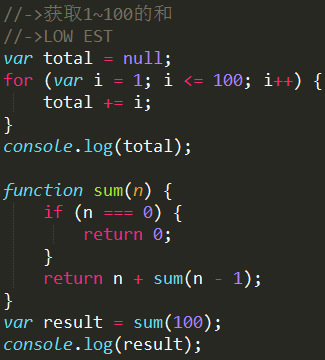 //->获取1~100的和
//->LOW EST
var total = null;
for (var i = 1; i <= 100; i++) {
    total += i;
}
console.log(total);

function sum(n) {
    if (n === 0) {
        return 0;
    }
    return n + sum(n - 1);
}
var result = sum(100);
console.log(result);